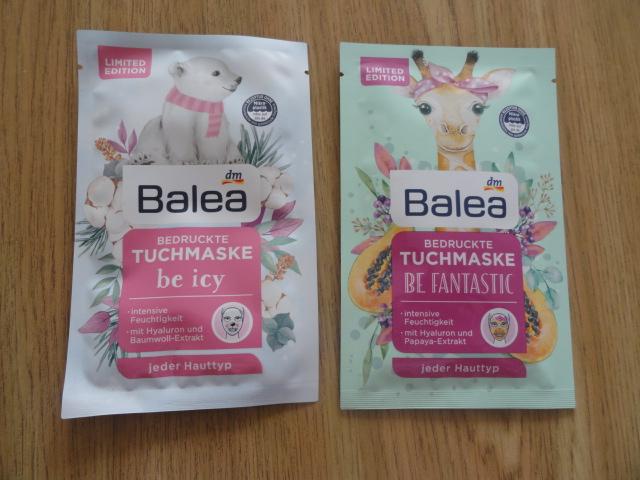 LIMITED
EDITION
dm
Balea
BEDRUCKTE
TUCHMASKE
be icy
· intensive
Feuchtigkeit
· mit Hyaluron und
Baumwoll-Extrakt
jeder Hauttyp
LIMITED
EDITION
dm
Balea
BEDRUCKTE
TUCHMASKE
BE FANTASTIC
· intensive
Feuchtigkeit
· mit Hyaluron und
Papaya-Extrakt
jeder Hauttyp